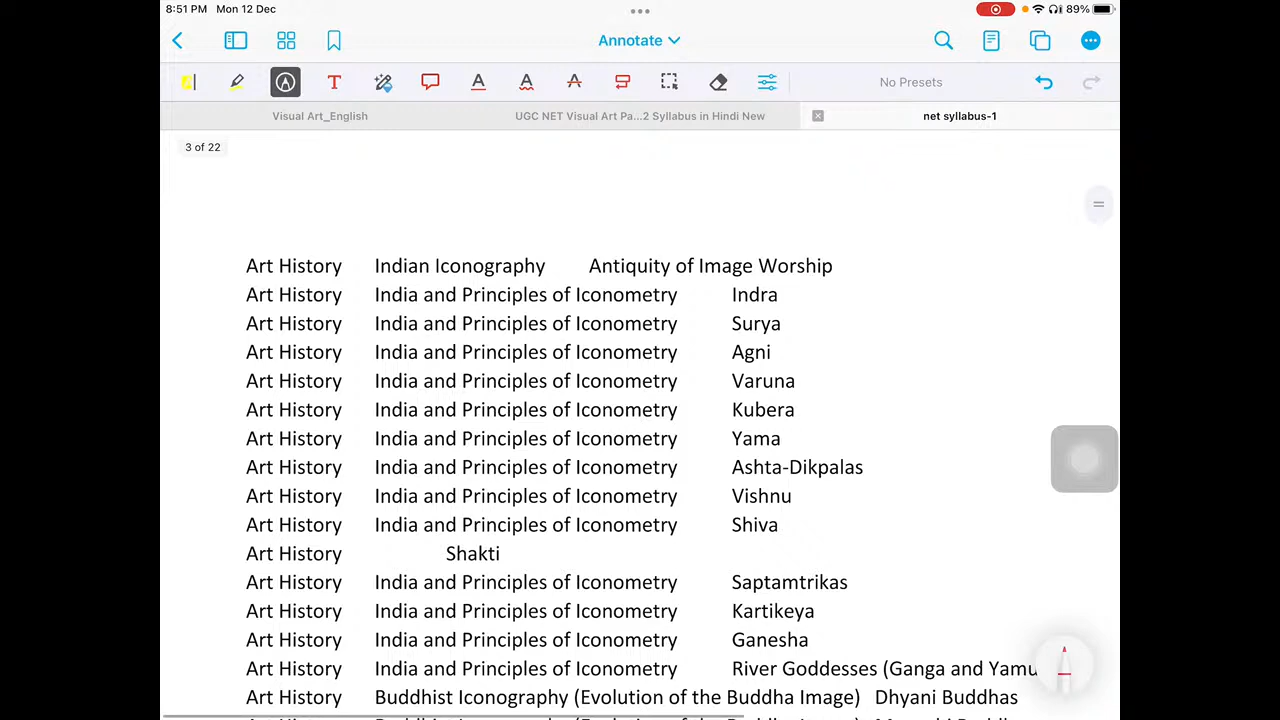 8:51 PM Mon 12 Dec 89%
Annotate
T A A A No Presets
Visual Art_English UGC NET Visual Art Pa...2 Syllabus in Hindi New net syllabus-1
3 of 22
Art History Indian Iconography Antiquity of Image Worship
Art History India and Principles of Iconometry Indra
Art History India and Principles of Iconometry Surya
Art History India and Principles of Iconometry Agni
Art History India and Principles of Iconometry Varuna
Art History India and Principles of Iconometry Kubera
Art History India and Principles of Iconometry Yama
Art History India and Principles of Iconometry Ashta-Dikpalas
Art History India and Principles of Iconometry Vishnu
Art History India and Principles of Iconometry Shiva
Art History Shakti
Art History India and Principles of Iconometry Saptamtrikas
Art History India and Principles of Iconometry Kartikeya
Art History India and Principles of Iconometry Ganesha
Art History India and Principles of Iconometry River Goddesses (Ganga and Yamu
Art History Buddhist Iconography (Evolution of the Buddha Image) Dhyani Buddhas